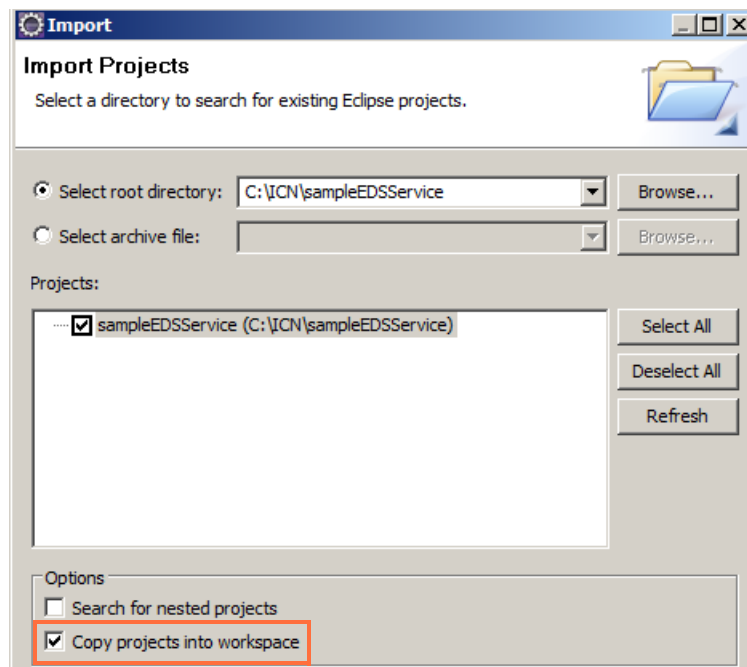 Import
Import Projects
Select a directory to search for existing Eclipse projects.
Select root directory: C:\ICN\sampleEDSService Browse...
Select archive file: Browse...
Projects:
sampleEDSService (C:\ICN\sampleEDSService)
Select All
Deselect All
Refresh
Options
Search for nested projects
Copy projects into workspace